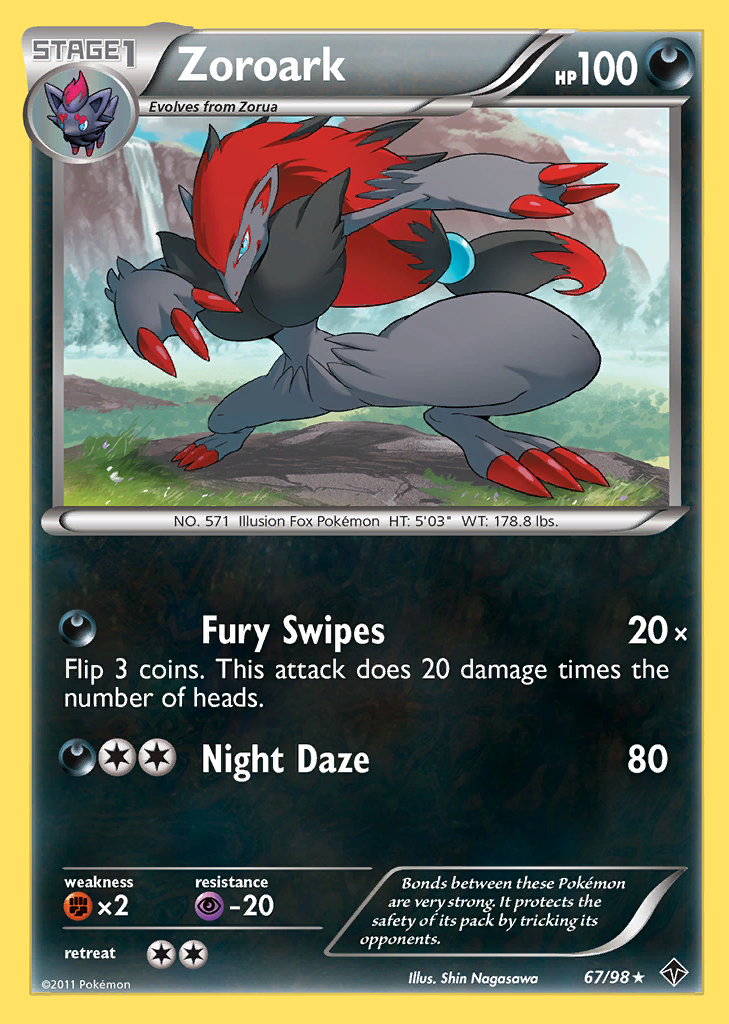 STAGE1
Zoroark
HP100
Evolves from Zorua
NO. 571 Illusion Fox Pokémon HT: 5'03" WT: 178.8 lbs.
Fury Swipes 20×
Flip 3 coins. This attack does 20 damage times the
number of heads.
Night Daze 80
weakness resistance
×2 -20
retreat
Bonds between these Pokémon
are very strong. It protects the
safety of its pack by tricking its
opponents.
©2011 Pokémon
Illus. Shin Nagasawa 67/98★